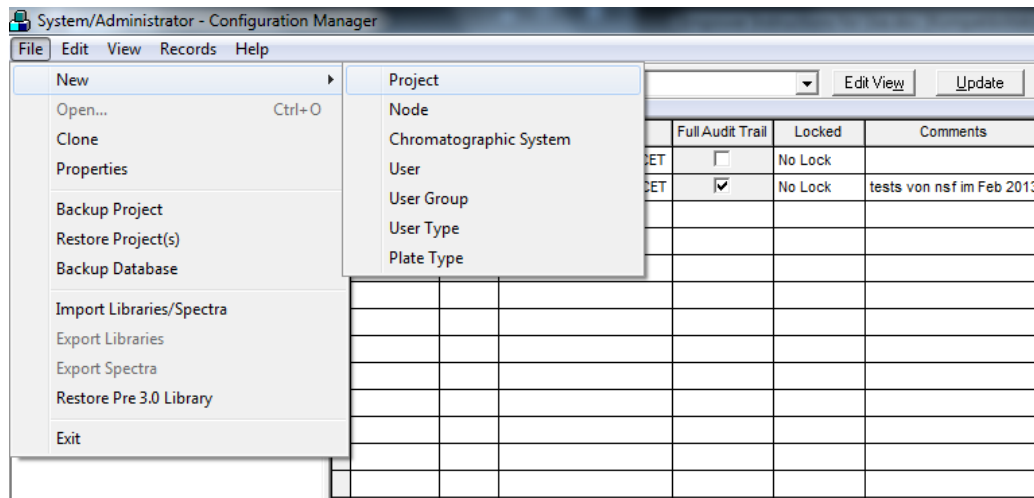 System/Administrator - Configuration Manager
File Edit View Records Help
New
Open... Ctrl+O
Clone
Properties
Backup Project
Restore Project(s)
Backup Database
Import Libraries/Spectra
Export Libraries
Export Spectra
Restore Pre 3.0 Library
Exit
Project
Node
Chromatographic System
User
User Group
User Type
Plate Type
Edit View Update
Full Audit Trail Locked Comments
CET No Lock
CET No Lock tests von nsf im Feb 2013